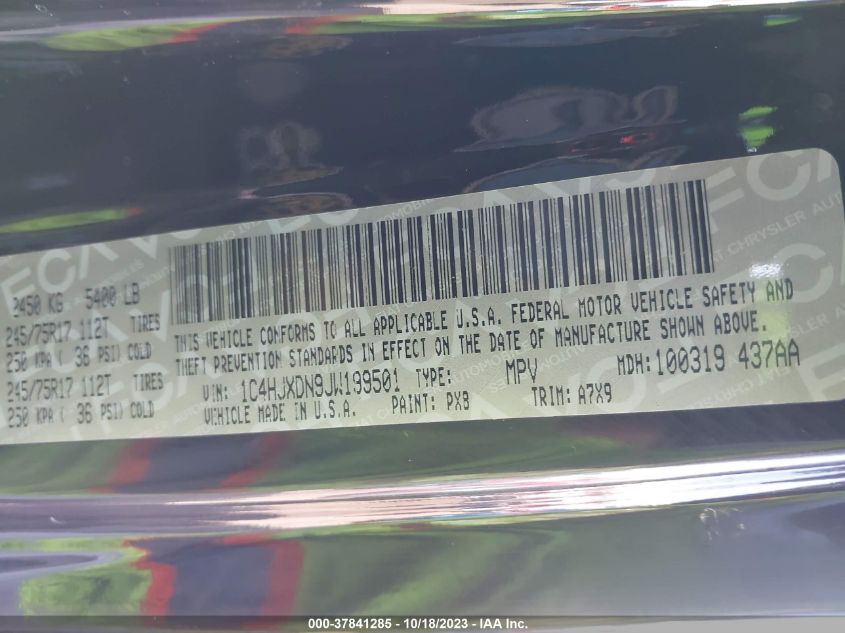 2450 KG 5400 LB
245/75R17 112T TIRES
250 KPA( 36 PSI) COLD
245/75R17 112T TIRES
250 KPA( 36 PSI) COLD
THIS VEHICLE CONFORMS TO ALL APPLICABLE U.S.A. FEDERAL MOTOR VEHICLE SAFETY AND
THEFT PREVENTION STANDARDS IN EFFECT ON THE DATE OF MANUFACTURE SHOWN ABOVE.
VIN: 1C4HJXDN9JW199501 TYPE: MPV MDH:100319 437AA
VEHICLE MADE IN U.S.A. PAINT: PX8 TRIM: A7X9
000-37841285 - 10/18/2023 - IAA Inc.